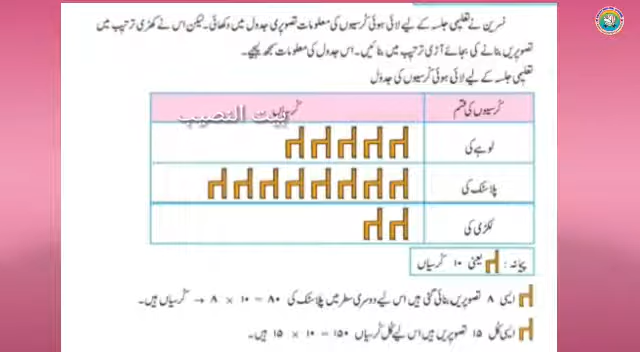 نسرین نے تعلیمی جلسہ کے لیے لائی ہوئی کرسیوں کی معلومات تصویری جدول میں دکھائی۔ لیکن اس نے کھڑی ترتیب میں
تصویریں بنانے کی بجائے آڑی ترتیب میں بنائیں۔ اس جدول کی معلومات سمجھ لیجیے۔
تعلیمی جلسہ کے لیے لائی ہوئی کرسیوں کی جدول
کرسیوں کی قسم
بيت النصيب
لوہے کی
پلاسٹک کی
لکڑی کی
پیمانہ : یعنی ۱۰ کرسیاں
ایسی ۸ تصویریں بنائی گئی ہیں اس لیے دوسری سطر میں پلاسٹک کی ۸۰ = ۱۰ × ۸ → کرسیاں ہیں۔
ایسی کل ۱۵ تصویریں ہیں اس لیے کل کرسیاں ۱۵۰ = ۱۰ × ۱۵ ہیں۔